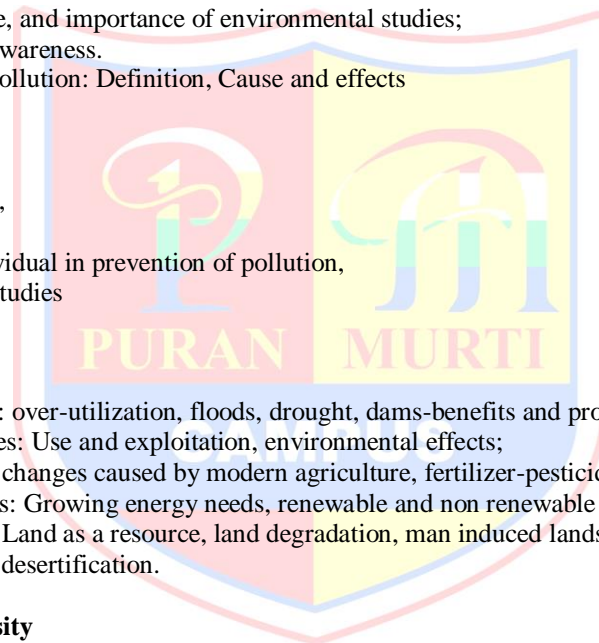 e, and importance of environmental studies;
wareness.
ollution: Definition, Cause and effects
,
vidual in prevention of pollution,
tudies
PURAN MURTI
: over-utilization, floods, drought, dams-benefits and pro
es: Use and exploitation, environmental effects;
CAMPUS
changes caused by modern agriculture, fertilizer-pesticid
s: Growing energy needs, renewable and non renewable
Land as a resource, land degradation, man induced lands
desertification.
sity